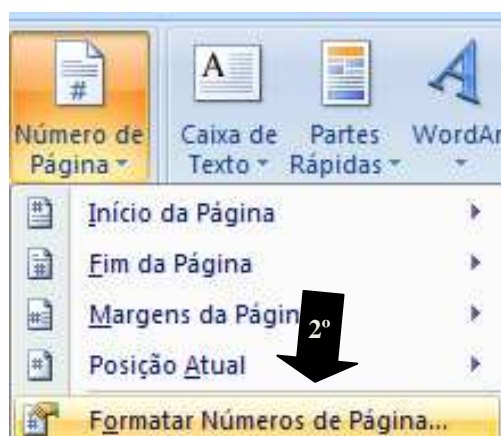 #
A
A
Número de Página
Caixa de Texto
Partes Rápidas
WordAr
Início da Página
Fim da Página
Margens da Págin
2º
Posição Atual
Formatar Números de Página...